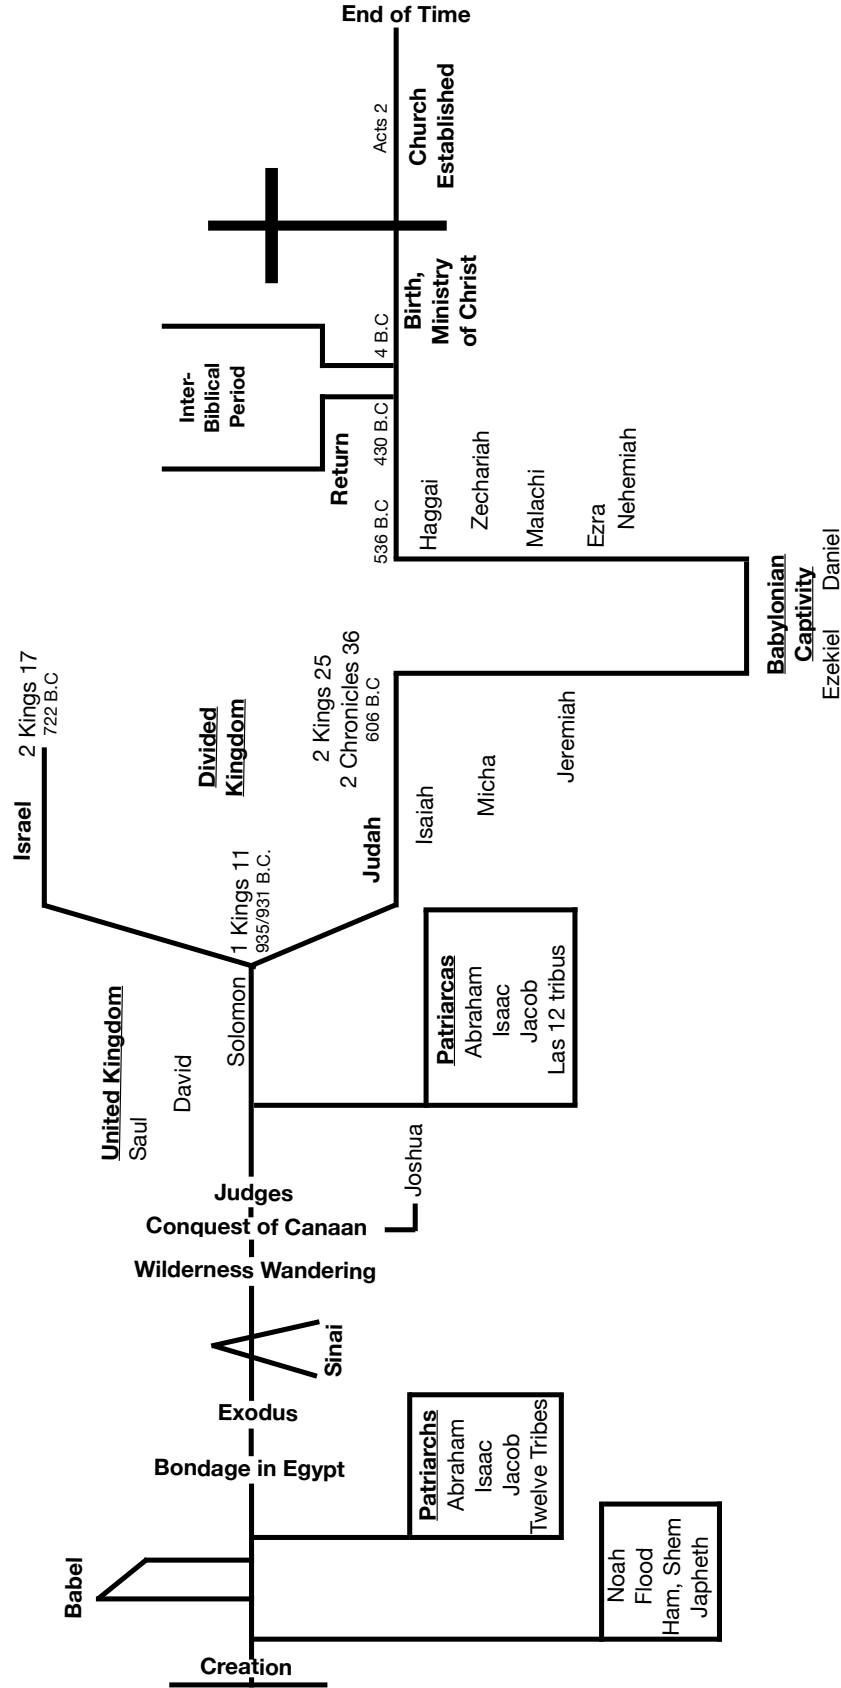 Creation
Babel
Noah
Flood
Ham, Shem
Japheth
Bondage in Egypt
Patriarchs
Abraham
Isaac
Jacob
Twelve Tribes
Exodus
Sinai
Wilderness Wandering
Conquest of Canaan
Joshua
Judges
United Kingdom
Saul
David
Solomon
Patriarcas
Abraham
Isaac
Jacob
Las 12 tribus
1 Kings 11
935/931 B.C.
Israel
2 Kings 17
722 B.C
Divided
Kingdom
Judah
2 Kings 25
2 Chronicles 36
606 B.C
Isaiah
Micha
Jeremiah
Babylonian
Captivity
Ezekiel
Daniel
536 B.C
Return
430 B.C
Haggai
Zechariah
Malachi
Ezra
Nehemiah
Inter-
Biblical
Period
4 B.C
Birth,
Ministry
of Christ
Acts 2
Church
Established
End of Time